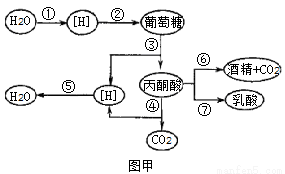 H₂O ① [H] ② 葡萄糖
③
⑥ 酒精+CO₂
H₂O ⑤ [H] 丙酮酸
④ ⑦ 乳酸
CO₂
图甲